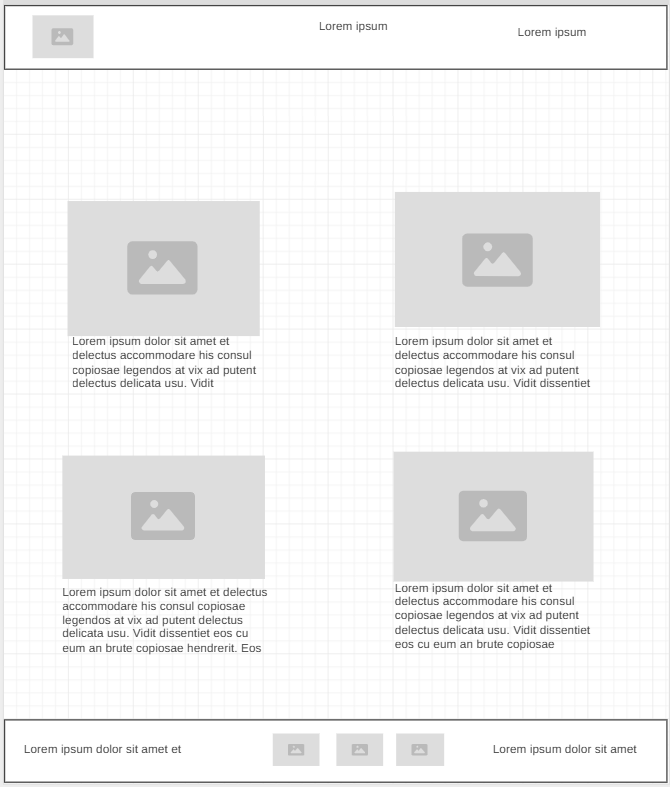 Lorem ipsum
Lorem ipsum
Lorem ipsum dolor sit amet et
delectus accommodare his consul
copiosae legendos at vix ad putent
delectus delicata usu. Vidit
Lorem ipsum dolor sit amet et
delectus accommodare his consul
copiosae legendos at vix ad putent
delectus delicata usu. Vidit dissentiet
Lorem ipsum dolor sit amet et delectus
accommodare his consul copiosae
legendos at vix ad putent delectus
delicata usu. Vidit dissentiet eos cu
eum an brute copiosae hendrerit. Eos
Lorem ipsum dolor sit amet et
delectus accommodare his consul
copiosae legendos at vix ad putent
delectus delicata usu. Vidit dissentiet
eos cu eum an brute copiosae
Lorem ipsum dolor sit amet et
Lorem ipsum dolor sit amet